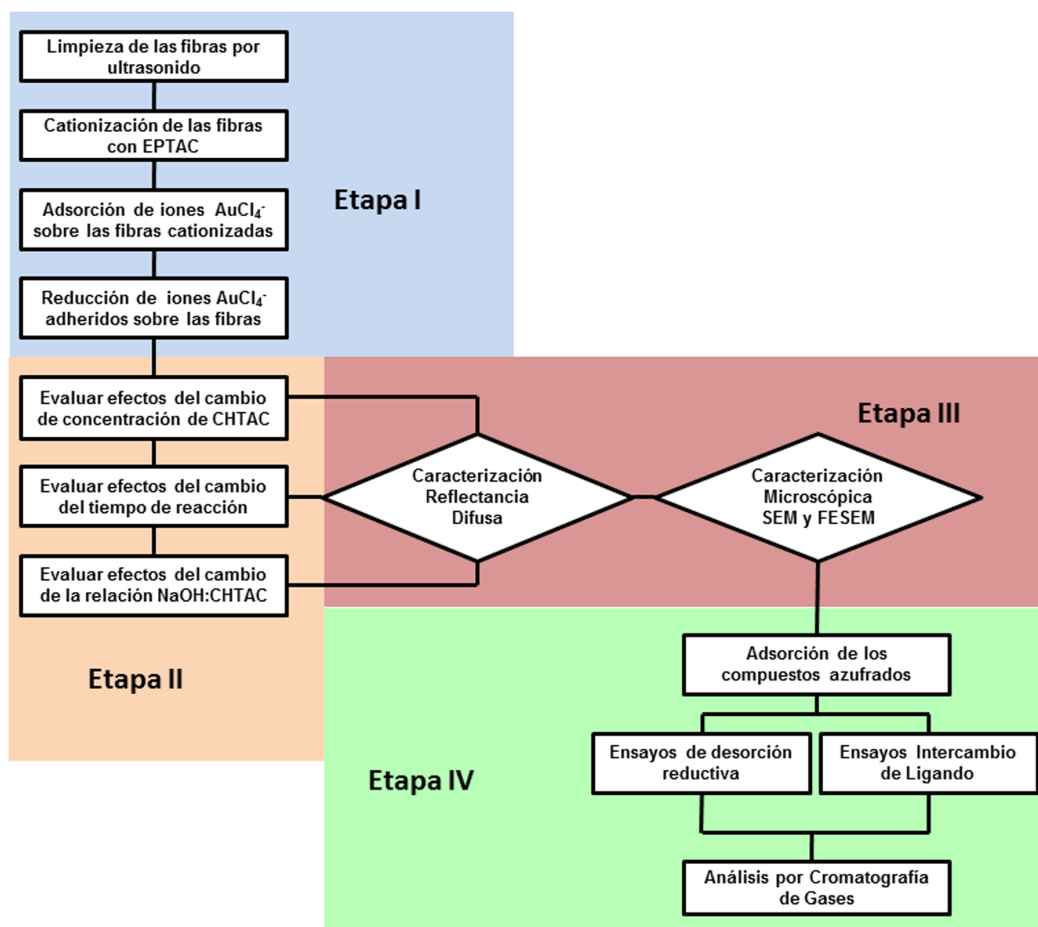 Limpieza de las fibras por
ultrasonido
Cationización de las fibras
con EPTAC
Adsorción de iones AuCl₄⁻
sobre las fibras cationizadas
Reducción de iones AuCl₄⁻
adheridos sobre las fibras
Etapa I
Evaluar efectos del cambio
de concentración de CHTAC
Evaluar efectos del cambio
del tiempo de reacción
Evaluar efectos del cambio
de la relación NaOH:CHTAC
Etapa II
Etapa III
Caracterización
Reflectancia
Difusa
Caracterización
Microscópica
SEM y FESEM
Adsorción de los
compuestos azufrados
Ensayos de desorción
reductiva
Ensayos Intercambio
de Ligando
Etapa IV
Análisis por Cromatografía
de Gases